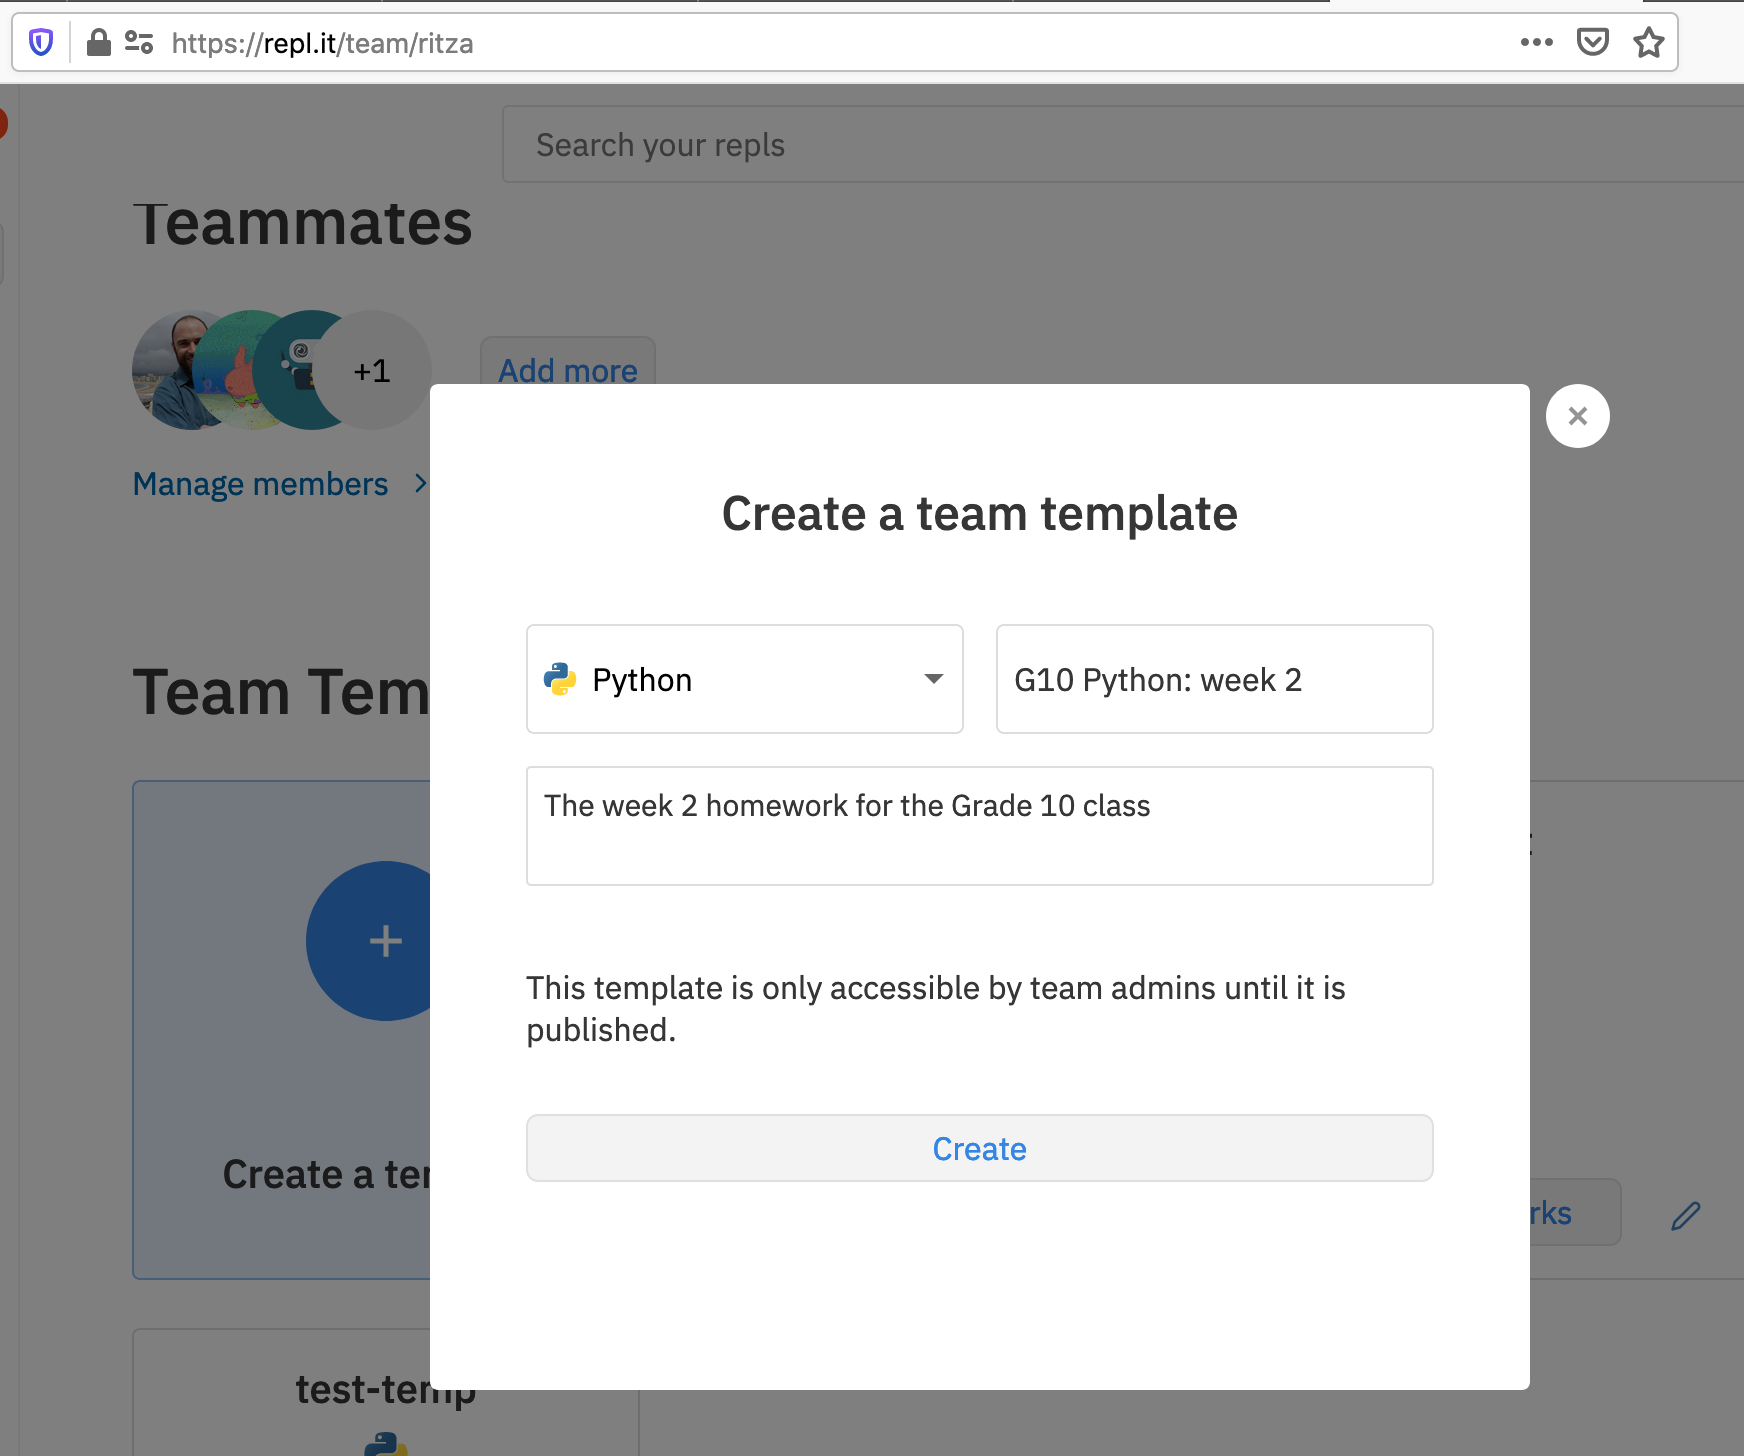 https://repl.it/team/ritza
Search your repls
Teammates
+1
Add more
Manage members
Create a team template
Python
G10 Python: week 2
Team Tem
The week 2 homework for the Grade 10 class
This template is only accessible by team admins until it is
published.
Create
Create a ter
rks
test-temp